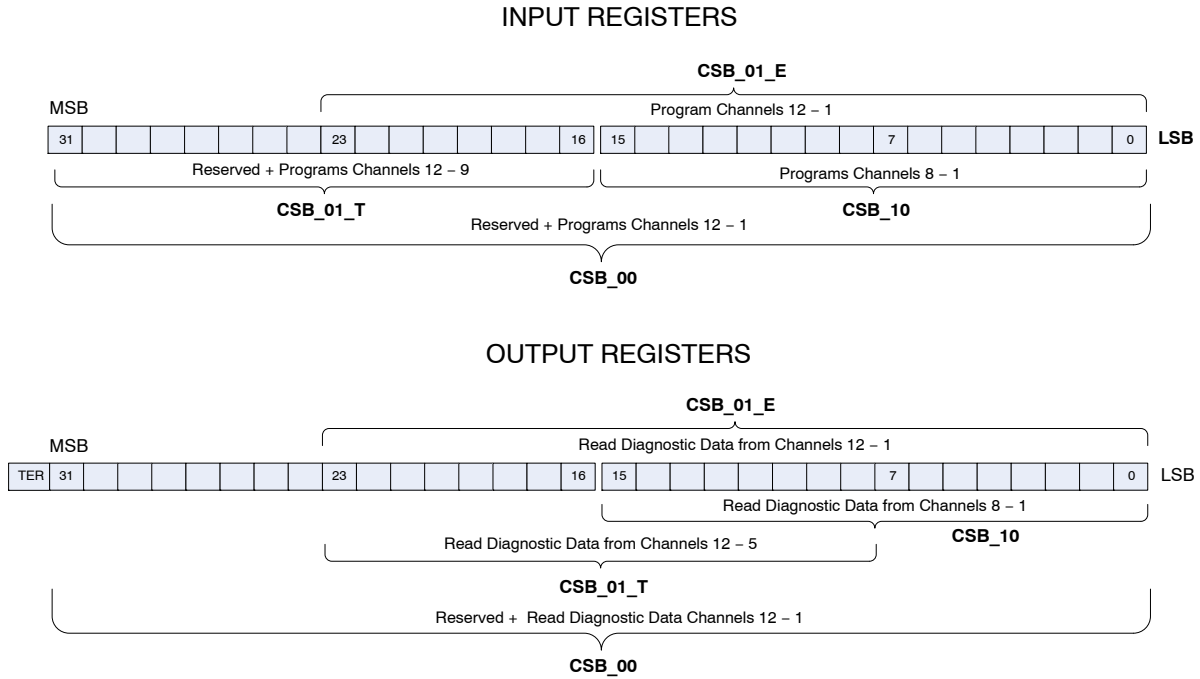 INPUT REGISTERS
CSB_01_E
MSB
Program Channels 12 – 1
31 23 16 15 7 0 LSB
Reserved + Programs Channels 12 – 9
Programs Channels 8 – 1
CSB_01_T
CSB_10
Reserved + Programs Channels 12 – 1
CSB_00
OUTPUT REGISTERS
CSB_01_E
MSB
Read Diagnostic Data from Channels 12 – 1
TER 31 23 16 15 7 0 LSB
Read Diagnostic Data from Channels 8 – 1
CSB_10
Read Diagnostic Data from Channels 12 – 5
CSB_01_T
Reserved + Read Diagnostic Data Channels 12 – 1
CSB_00